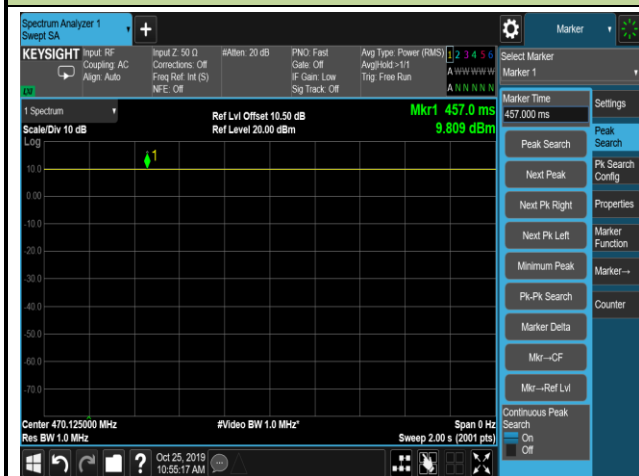 Spectrum Analyzer 1
Swept SA
Marker
KEYSIGHT
Input: RF
Coupling: AC
Align: Auto
Input Z: 50 Ω
Corrections: Off
Freq Ref: Int (S)
NFE: Off
#Atten: 20 dB
PNO: Fast
Gate: Off
IF Gain: Low
Sig Track: Off
Avg Type: Power (RMS)
Avg|Hold:>1/1
Trig: Free Run
1 2 3 4 5 6
A W W W W W
A N N N N N
Select Marker
Marker 1
1 Spectrum
Scale/Div 10 dB
Log
Ref Lvl Offset 10.50 dB
Ref Level 20.00 dBm
Mkr1 457.0 ms
9.809 dBm
1
10.0
0.00
-10.0
-20.0
-30.0
-40.0
-50.0
-60.0
-70.0
Center 470.125000 MHz
Res BW 1.0 MHz
#Video BW 1.0 MHz*
Span 0 Hz
Sweep 2.00 s (2001 pts)
Marker Time
457.000 ms
Peak Search
Next Peak
Next Pk Right
Next Pk Left
Minimum Peak
Pk-Pk Search
Marker Delta
Mkr→CF
Mkr→Ref Lvl
Continuous Peak
Search
On
Off
Settings
Peak
Search
Pk Search
Config
Properties
Marker
Function
Marker→
Counter
?
Oct 25, 2019
10:55:17 AM